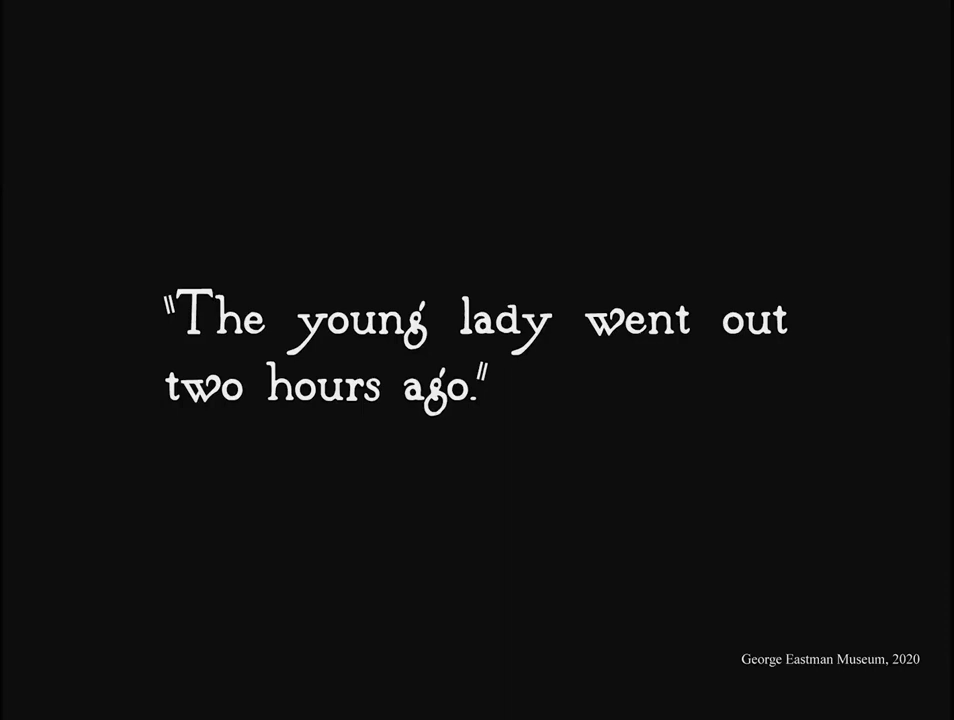 "The young lady went out
two hours ago."
George Eastman Museum, 2020